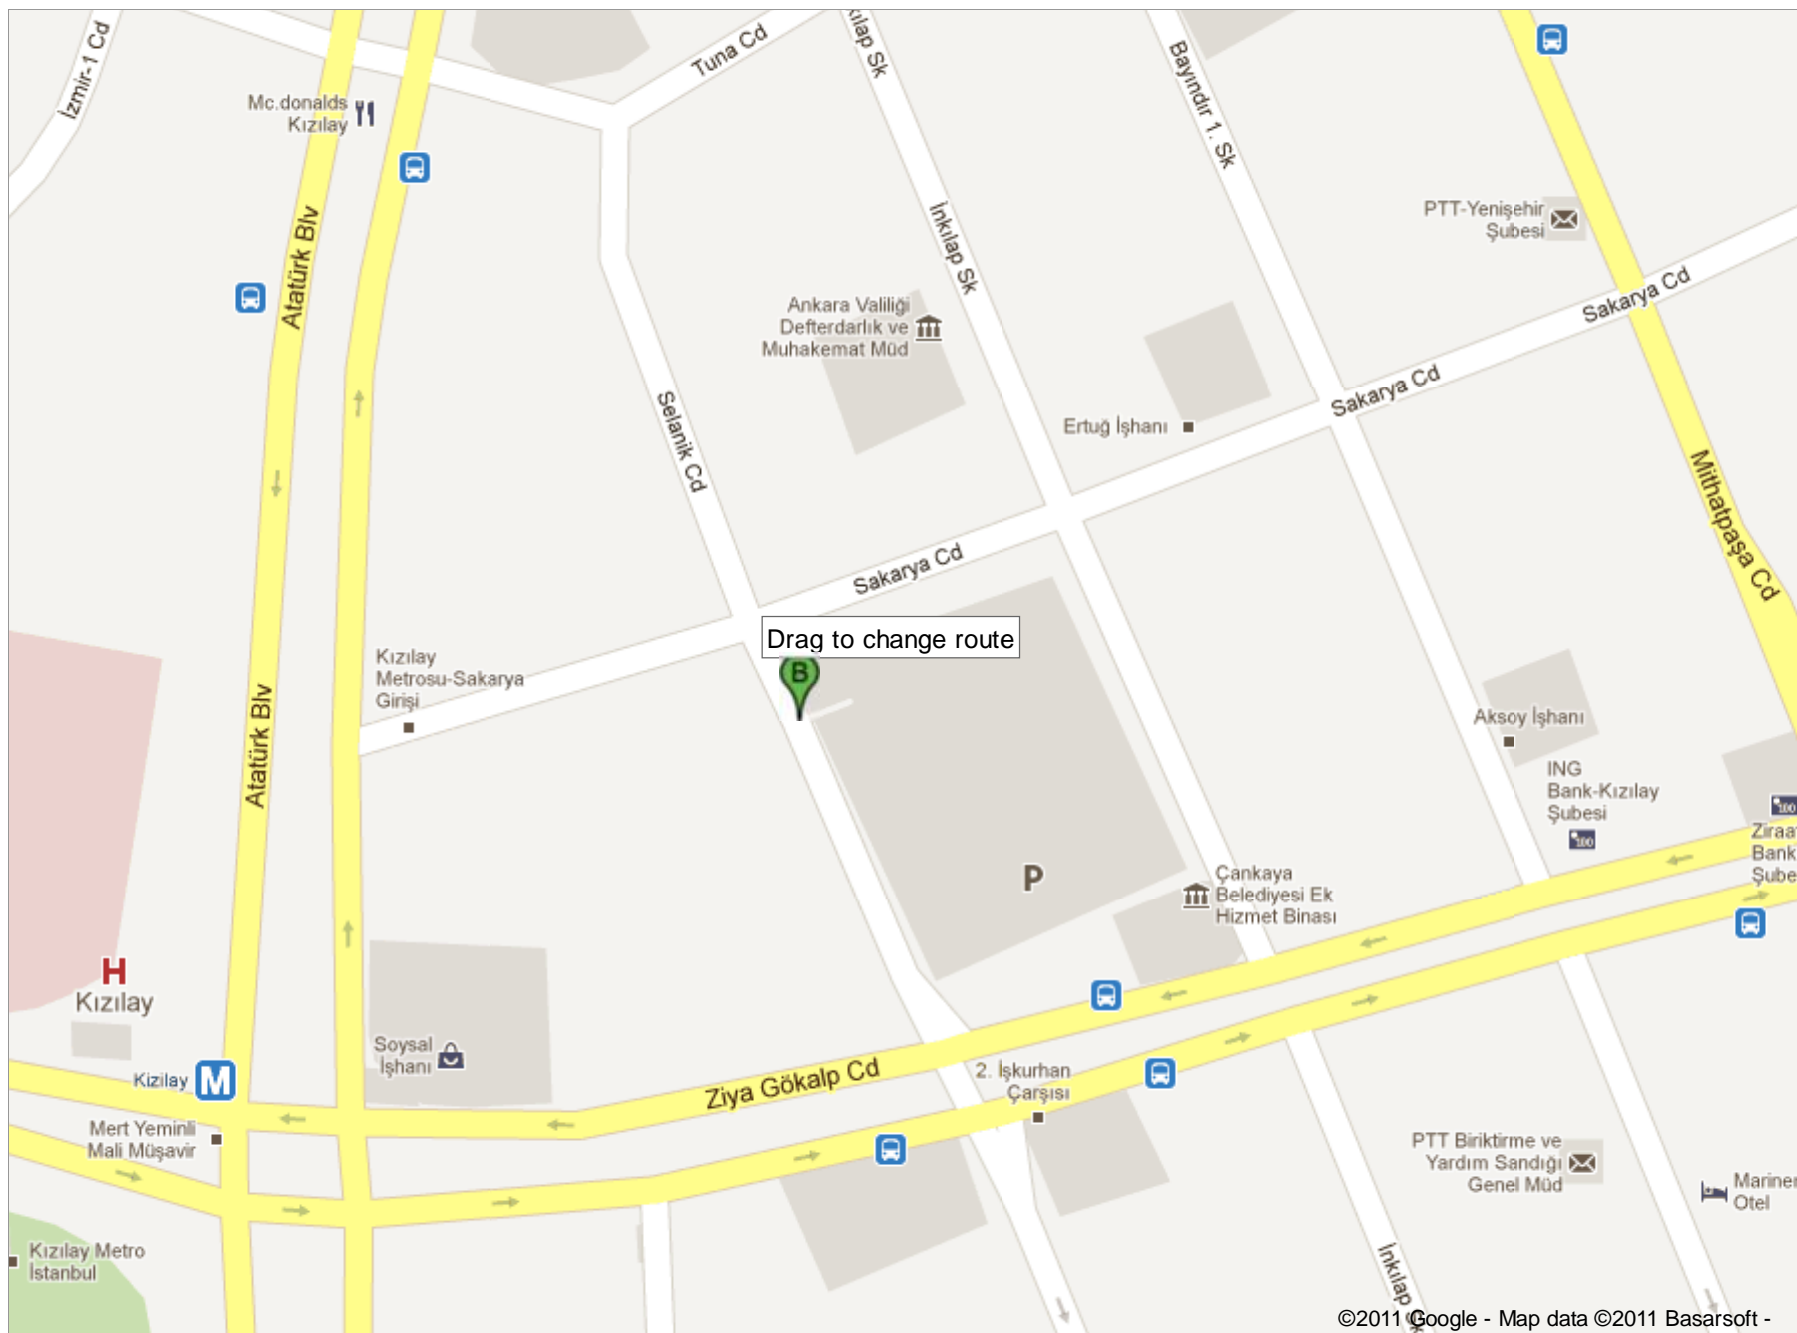 İzmir-1 Cd
Tuna Cd
Bayındır 1. Sk
Mc.donalds
Kızılay
Atatürk Blv
İnkılap Sk
PTT-Yenişehir
Şubesi
Ankara Valiliği
Defterdarlık ve
Muhakemat Müd
Sakarya Cd
Sakarya Cd
Selanik Cd
Ertuğ İşhanı
Mithatpaşa Cd
Sakarya Cd
Drag to change route
B
Kızılay
Metrosu-Sakarya
Girişi
Atatürk Blv
Aksoy İşhanı
ING
Bank-Kızılay
Şubesi
100
100
Bank
P
Çankaya
Belediyesi Ek
Hizmet Binası
H
Kızılay
Soysal
İşhanı
Kizilay
M
Ziya Gökalp Cd
2. İşkurhan
Çarşısı
Mert Yeminli
Mali Müşavir
PTT Biriktirme ve
Yardım Sandığı
Genel Müd
Otel
Kızılay Metro
İstanbul
İnkılap Sk
©2011 Google - Map data ©2011 Basarsoft -